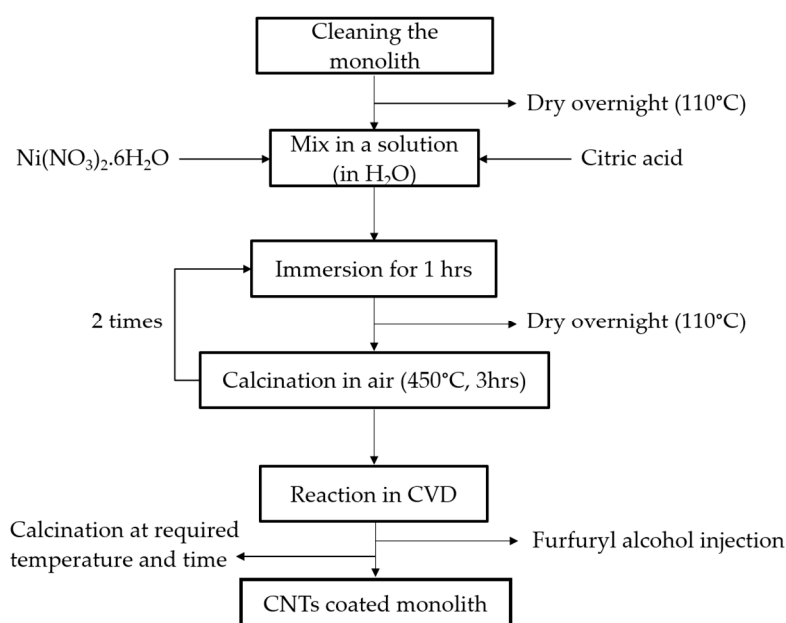 Cleaning the
monolith
Dry overnight (110°C)
Ni(NO₃)₂.6H₂O
Mix in a solution
(in H₂O)
Citric acid
Immersion for 1 hrs
2 times
Dry overnight (110°C)
Calcination in air (450°C, 3hrs)
Reaction in CVD
Calcination at required
temperature and time
Furfuryl alcohol injection
CNTs coated monolith